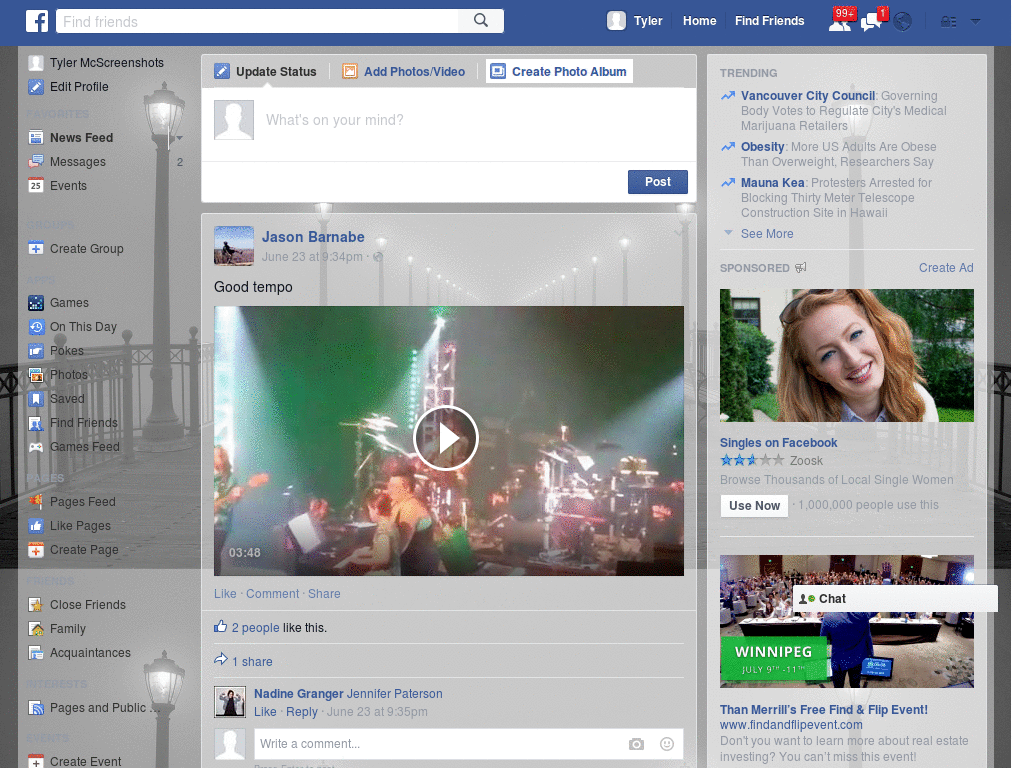 f
Find friends
Tyler
Home
Find Friends
99+
1
Tyler McScreenshots
Edit Profile
FAVORITES
News Feed
Messages 2
25 Events
GROUPS
Create Group
APPS
Games
On This Day
Pokes
Photos
Saved
Find Friends
Games Feed
PAGES
Pages Feed
Like Pages
Create Page
FRIENDS
Close Friends
Family
Acquaintances
INTERESTS
Pages and Public ...
EVENTS
Create Event
Update Status
Add Photos/Video
Create Photo Album
What's on your mind?
Post
Jason Barnabe
June 23 at 9:34pm ·
Good tempo
03:48
Like · Comment · Share
2 people like this.
1 share
Nadine Granger Jennifer Paterson
Like · Reply · June 23 at 9:35pm
Write a comment...
TRENDING
Vancouver City Council: Governing
Body Votes to Regulate City's Medical
Marijuana Retailers
Obesity: More US Adults Are Obese
Than Overweight, Researchers Say
Mauna Kea: Protesters Arrested for
Blocking Thirty Meter Telescope
Construction Site in Hawaii
See More
SPONSORED
Create Ad
Singles on Facebook
Zoosk
Browse Thousands of Local Single Women
Use Now · 1,000,000 people use this
Chat
WINNIPEG
JULY 9TH -11TH
Than Merrill's Free Find & Flip Event!
www.findandflipevent.com
Don't you want to learn more about real estate
investing? You can't miss this event!